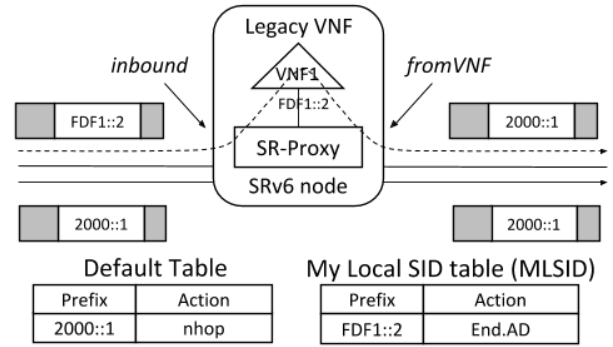 Legacy VNF
inbound
VNF1
fromVNF
FDF1::2
FDF1::2
2000::1
SR-Proxy
SRv6 node
2000::1
2000::1
Default Table
Prefix Action
2000::1 nhop
My Local SID table (MLSID)
Prefix Action
FDF1::2 End.AD